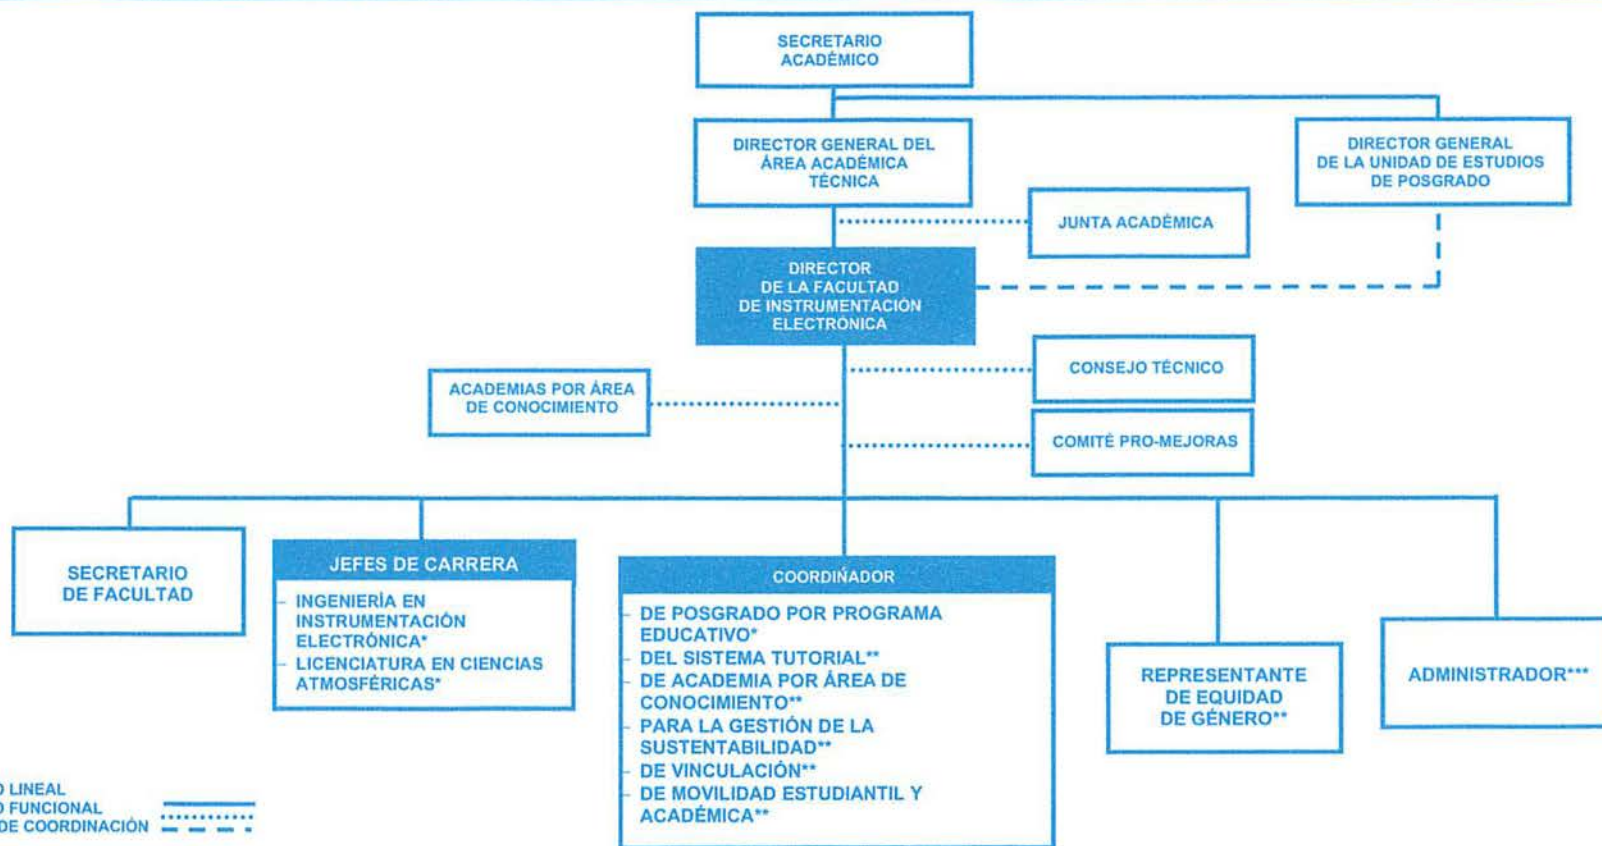 SECRETARIO
ACADÉMICO
DIRECTOR GENERAL DEL
ÁREA ACADÉMICA
TÉCNICA
DIRECTOR GENERAL
DE LA UNIDAD DE ESTUDIOS
DE POSGRADO
JUNTA ACADÉMICA
DIRECTOR
DE LA FACULTAD
DE INSTRUMENTACIÓN
ELECTRÓNICA
CONSEJO TÉCNICO
ACADEMIAS POR ÁREA
DE CONOCIMIENTO
COMITÉ PRO-MEJORAS
SECRETARIO
DE FACULTAD
JEFES DE CARRERA
- INGENIERÍA EN
INSTRUMENTACIÓN
ELECTRÓNICA*
- LICENCIATURA EN CIENCIAS
ATMOSFÉRICAS*
COORDIÑADOR
- DE POSGRADO POR PROGRAMA
EDUCATIVO*
- DEL SISTEMA TUTORIAL**
- DE ACADEMIA POR ÁREA DE
CONOCIMIENTO**
- PARA LA GESTIÓN DE LA
SUSTENTABILIDAD**
- DE VINCULACIÓN**
- DE MOVILIDAD ESTUDIANTIL Y
ACADÉMICA**
REPRESENTANTE
DE EQUIDAD
DE GÉNERO**
ADMINISTRADOR***
LINEAL
FUNCIONAL
DE COORDINACIÓN